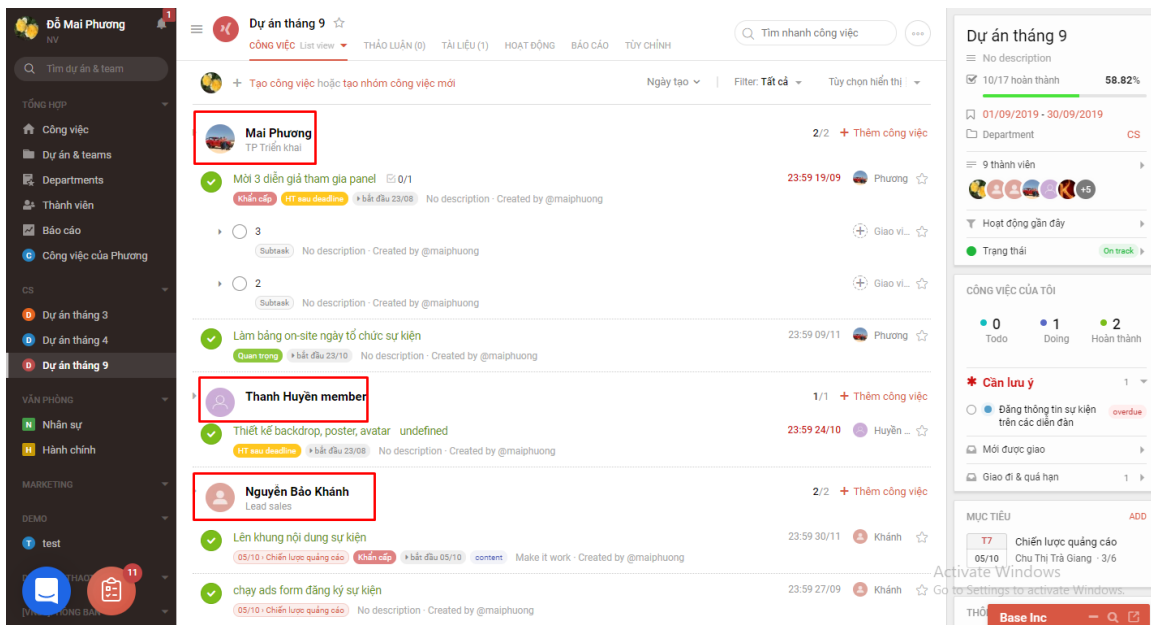 Đỗ Mai Phương
NV
1
Tìm dự án & team
TỔNG HỢP
Công việc
Dự án & teams
Departments
Thành viên
Báo cáo
C Công việc của Phương
CS
D Dự án tháng 3
D Dự án tháng 4
D Dự án tháng 9
VĂN PHÒNG
N Nhân sự
H Hành chính
MARKETING
DEMO
T test
11
Dự án tháng 9
CÔNG VIỆC List view THẢO LUẬN (0) TÀI LIỆU (1) HOẠT ĐỘNG BÁO CÁO TÙY CHỈNH
Tìm nhanh công việc
+ Tạo công việc hoặc tạo nhóm công việc mới
Ngày tạo Filter: Tất cả Tùy chọn hiển thị
Mai Phương
TP Triển khai
2/2 + Thêm công việc
Mời 3 diễn giả tham gia panel 0/1
23:59 19/09 Phương
Khẩn cấp HT sau deadline bắt đầu 23/08 No description · Created by @maiphuong
3
Giao vi...
Subtask No description · Created by @maiphuong
2
Giao vi...
Subtask No description · Created by @maiphuong
Làm bảng on-site ngày tổ chức sự kiện
23:59 09/11 Phương
Quan trọng bắt đầu 23/10 No description · Created by @maiphuong
Thanh Huyền member
1/1 + Thêm công việc
Thiết kế backdrop, poster, avatar undefined
23:59 24/10 Huyền ...
HT sau deadline bắt đầu 23/08 No description · Created by @maiphuong
Nguyễn Bảo Khánh
Lead sales
2/2 + Thêm công việc
Lên khung nội dung sự kiện
23:59 30/11 Khánh
05/10 › Chiến lược quảng cáo Khẩn cấp bắt đầu 05/10 content Make it work · Created by @maiphuong
chạy ads form đăng ký sự kiện
23:59 27/09 Khánh
05/10 › Chiến lược quảng cáo No description · Created by @maiphuong
Dự án tháng 9
No description
10/17 hoàn thành 58.82%
01/09/2019 - 30/09/2019
Department CS
9 thành viên
+5
Hoạt động gần đây
Trạng thái On track
CÔNG VIỆC CỦA TÔI
0 1 2
Todo Doing Hoàn thành
Cần lưu ý 1
Đăng thông tin sự kiện overdue
trên các diễn đàn
Mới được giao
Giao đi & quá hạn 1
MỤC TIÊU ADD
T7 Chiến lược quảng cáo
05/10 Chu Thị Trà Giang · 3/6
Activate Windows
Go to Settings to activate Windows.
THÔ
Base Inc